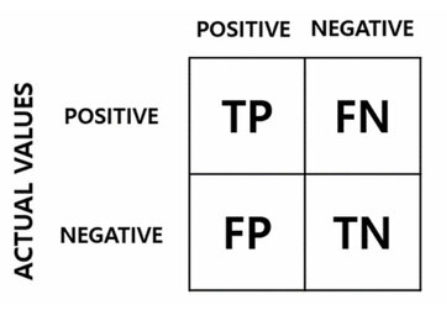 POSITIVE NEGATIVE
ACTUAL VALUES
POSITIVE TP FN
NEGATIVE FP TN